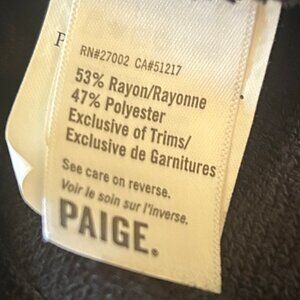 F
RN#27002 CA#51217
53% Rayon/Rayonne
47% Polyester
Exclusive of Trims/
Exclusive de Garnitures
See care on reverse.
Voir le soin sur l'inverse.
PAIGE.